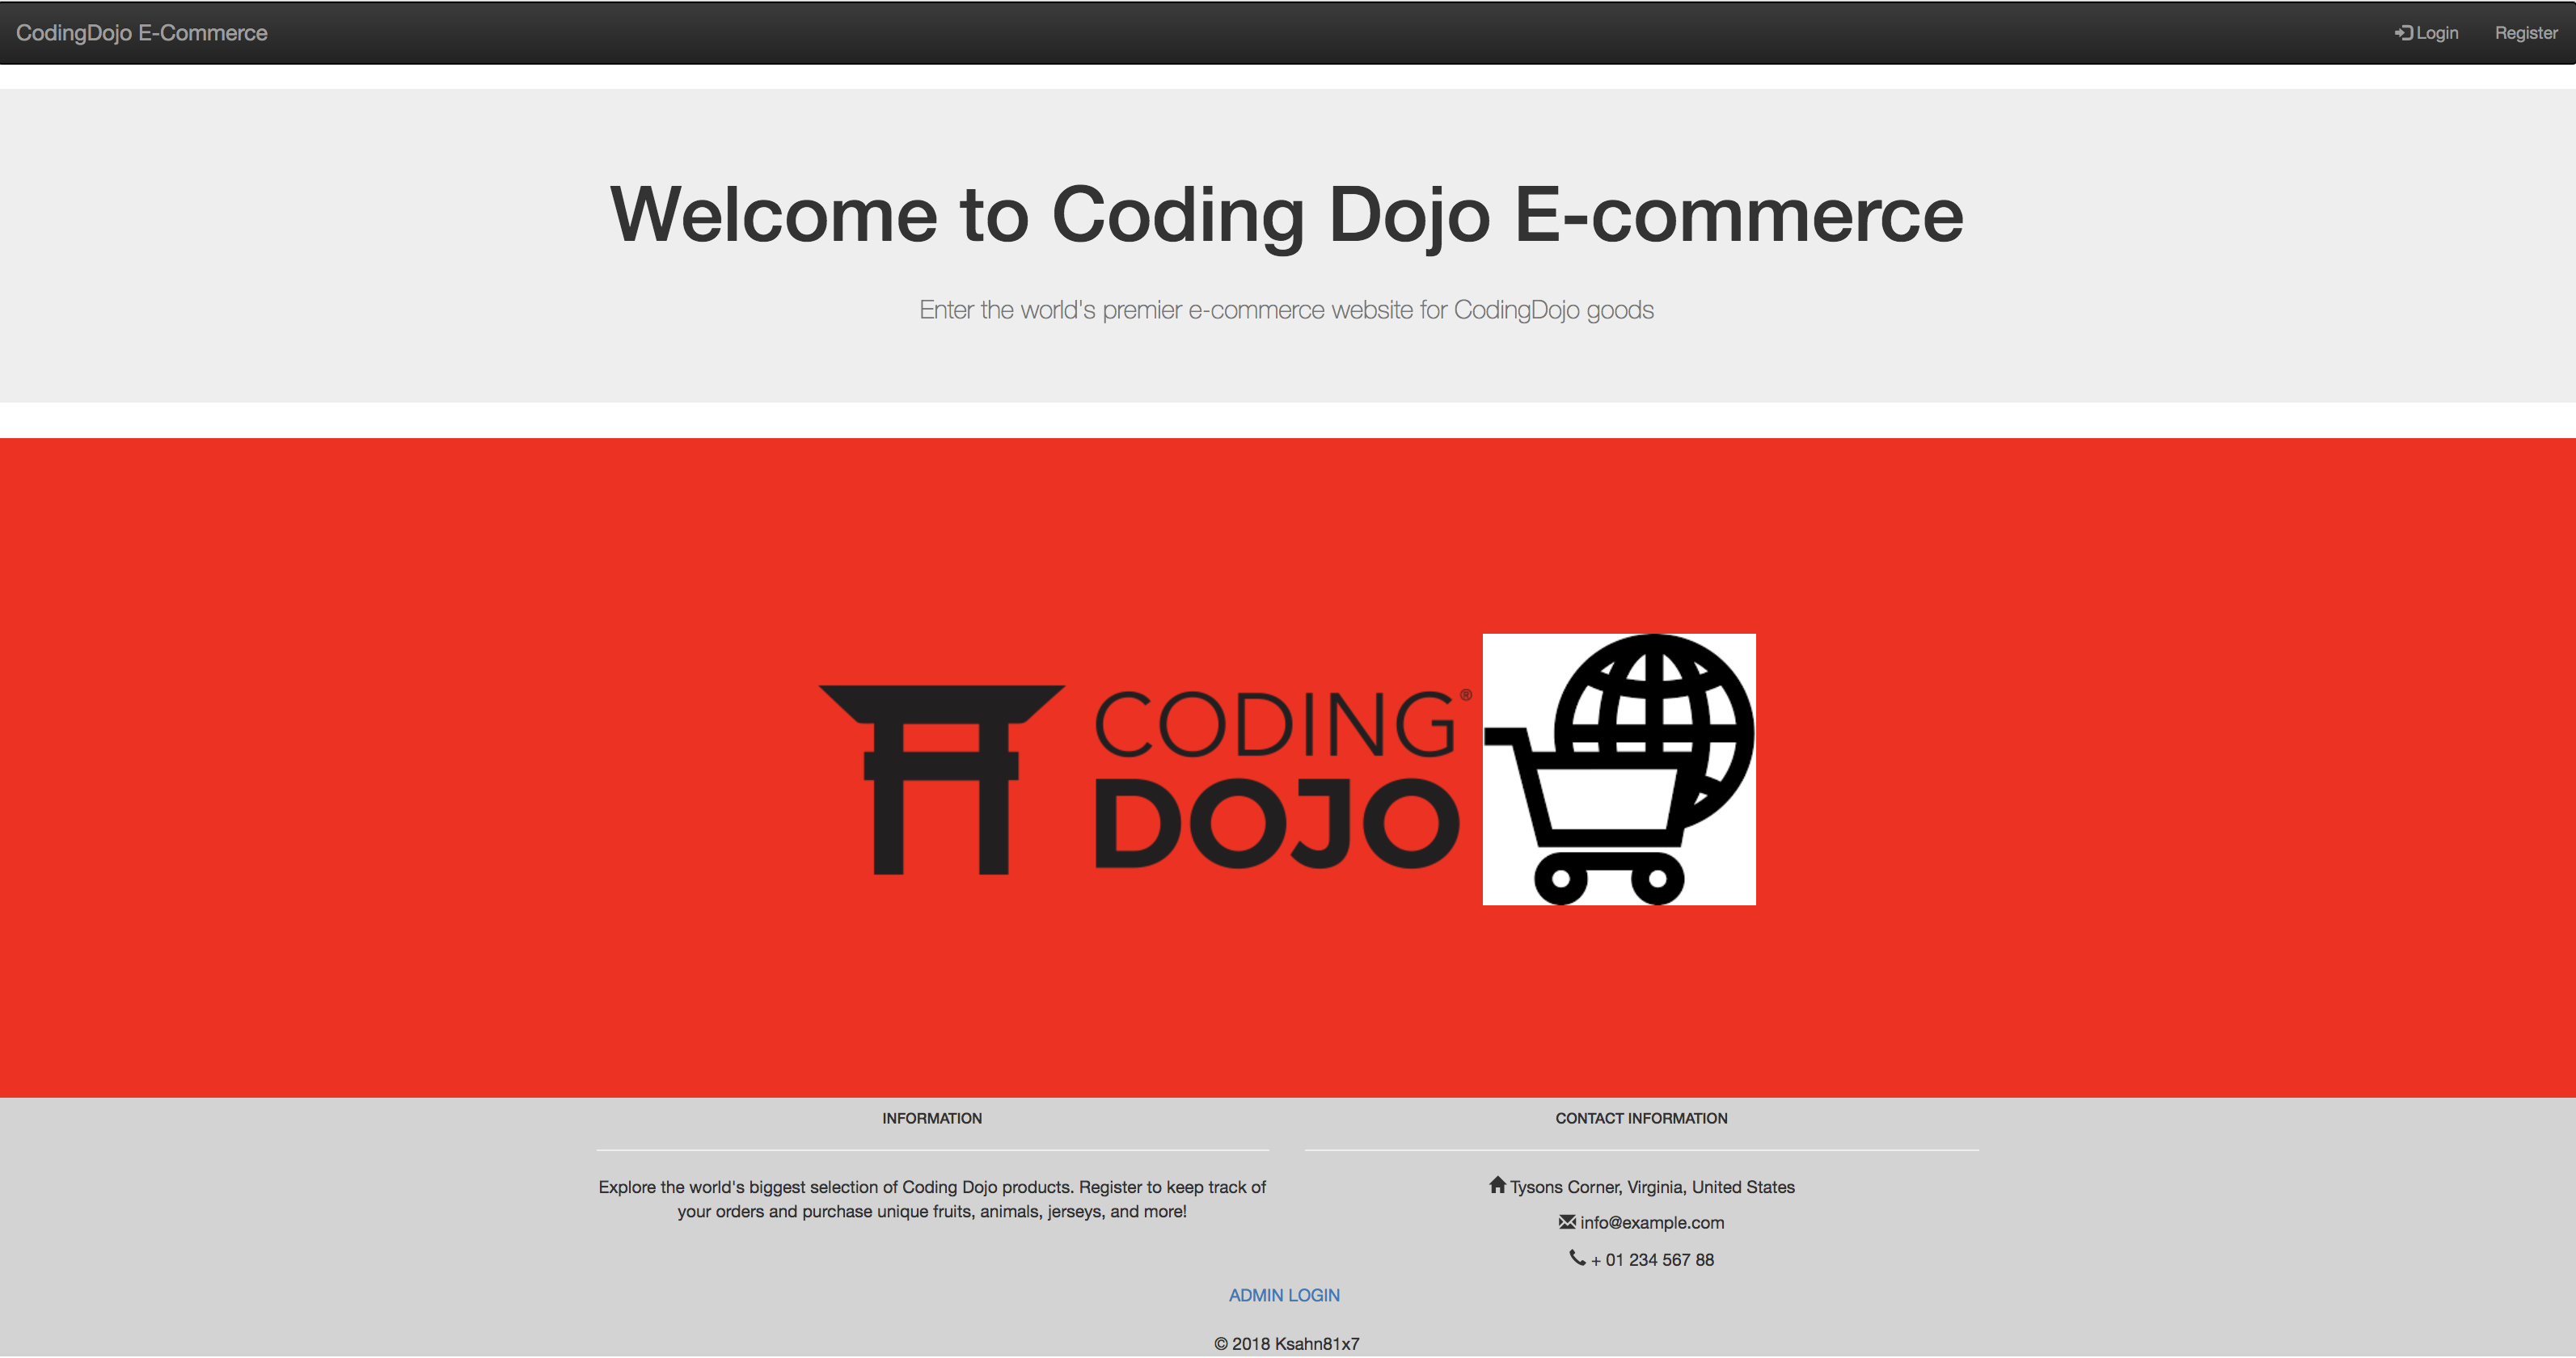 CodingDojo E-Commerce
Login
Register
Welcome to Coding Dojo E-commerce
Enter the world's premier e-commerce website for CodingDojo goods
CODING®
DOJO
INFORMATION
Explore the world's biggest selection of Coding Dojo products. Register to keep track of
your orders and purchase unique fruits, animals, jerseys, and more!
CONTACT INFORMATION
Tysons Corner, Virginia, United States
info@example.com
+ 01 234 567 88
ADMIN LOGIN
© 2018 Ksahn81x7